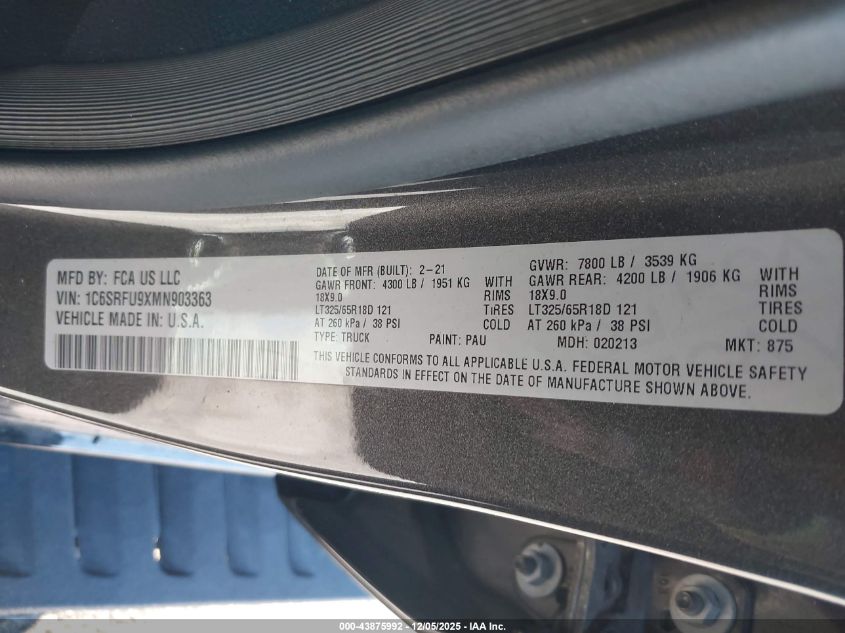 MFD BY: FCA US LLC
VIN: 1C6SRFU9XMN903363
VEHICLE MADE IN: U.S.A.
DATE OF MFR (BUILT): 2-21
GAWR FRONT: 4300 LB / 1951 KG WITH
18X9.0 RIMS
LT325/65R18D 121 TIRES
AT 260 kPa / 38 PSI COLD
TYPE: TRUCK PAINT: PAU
GVWR: 7800 LB / 3539 KG
GAWR REAR: 4200 LB / 1906 KG WITH
18X9.0 RIMS
LT325/65R18D 121 TIRES
AT 260 kPa / 38 PSI COLD
MDH: 020213 MKT: 875
THIS VEHICLE CONFORMS TO ALL APPLICABLE U.S.A. FEDERAL MOTOR VEHICLE SAFETY
STANDARDS IN EFFECT ON THE DATE OF MANUFACTURE SHOWN ABOVE.
000-43875992 - 12/05/2025 - IAA Inc.